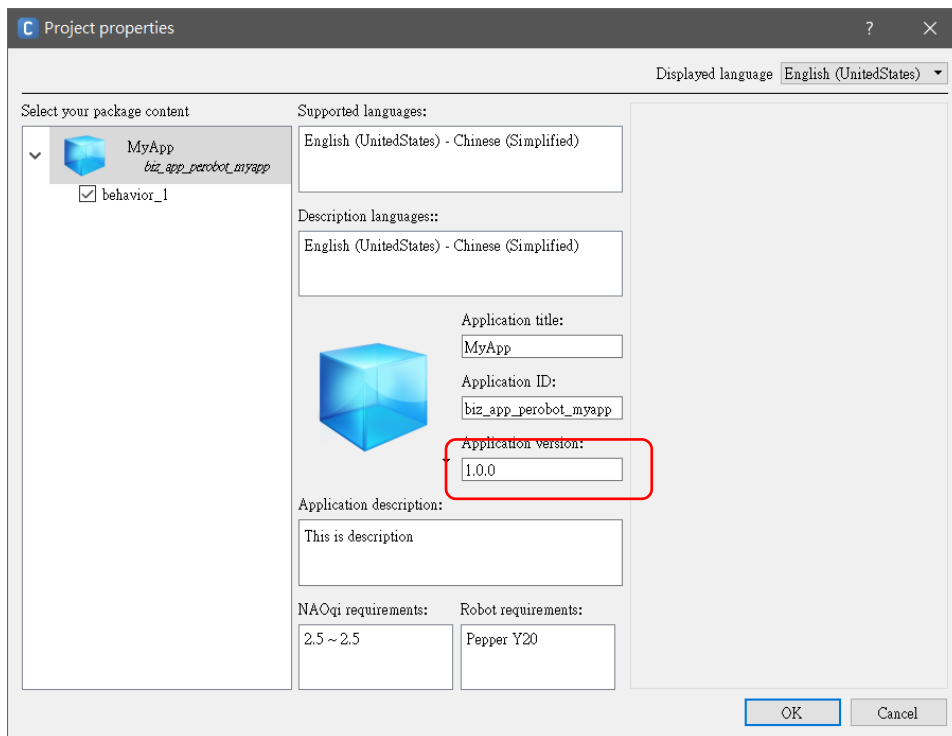 C Project properties
? ×
Displayed language English (UnitedStates)
Select your package content
MyApp
biz_app_perobot_myapp
behavior_1
Supported languages:
English (UnitedStates) - Chinese (Simplified)
Description languages::
English (UnitedStates) - Chinese (Simplified)
Application title:
MyApp
Application ID:
biz_app_perobot_myapp
Application version:
1.0.0
Application description:
This is description
NAOqi requirements:
2.5 ~ 2.5
Robot requirements:
Pepper Y20
OK
Cancel